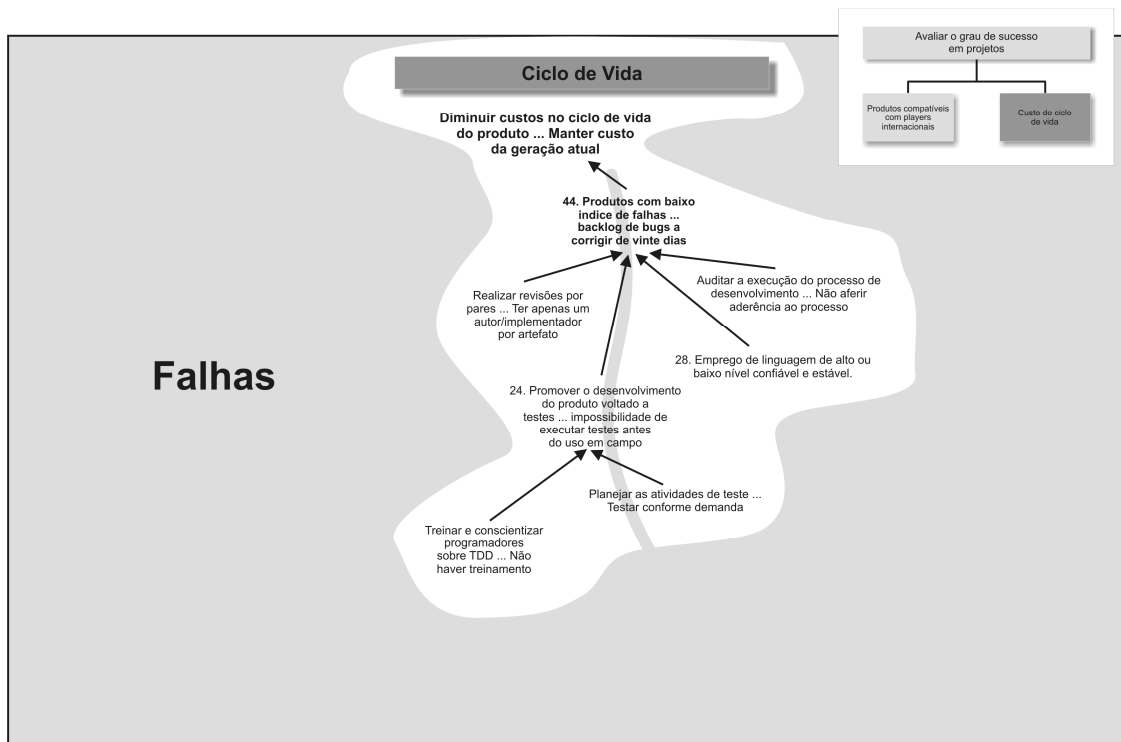 Avaliar o grau de sucesso
em projetos
Produtos compatíveis
com players
internacionais
Custo do ciclo
de vida
Ciclo de Vida
Diminuir custos no ciclo de vida
do produto ... Manter custo
da geração atual
44. Produtos com baixo
indice de falhas ...
backlog de bugs a
corrigir de vinte dias
Realizar revisões por
pares ... Ter apenas um
autor/implementador
por artefato
Auditar a execução do processo de
desenvolvimento ... Não aferir
aderência ao processo
28. Emprego de linguagem de alto ou
baixo nível confiável e estável.
Falhas
24. Promover o desenvolvimento
do produto voltado a
testes ... impossibilidade de
executar testes antes
do uso em campo
Planejar as atividades de teste ...
Testar conforme demanda
Treinar e conscientizar
programadores
sobre TDD ... Não
haver treinamento